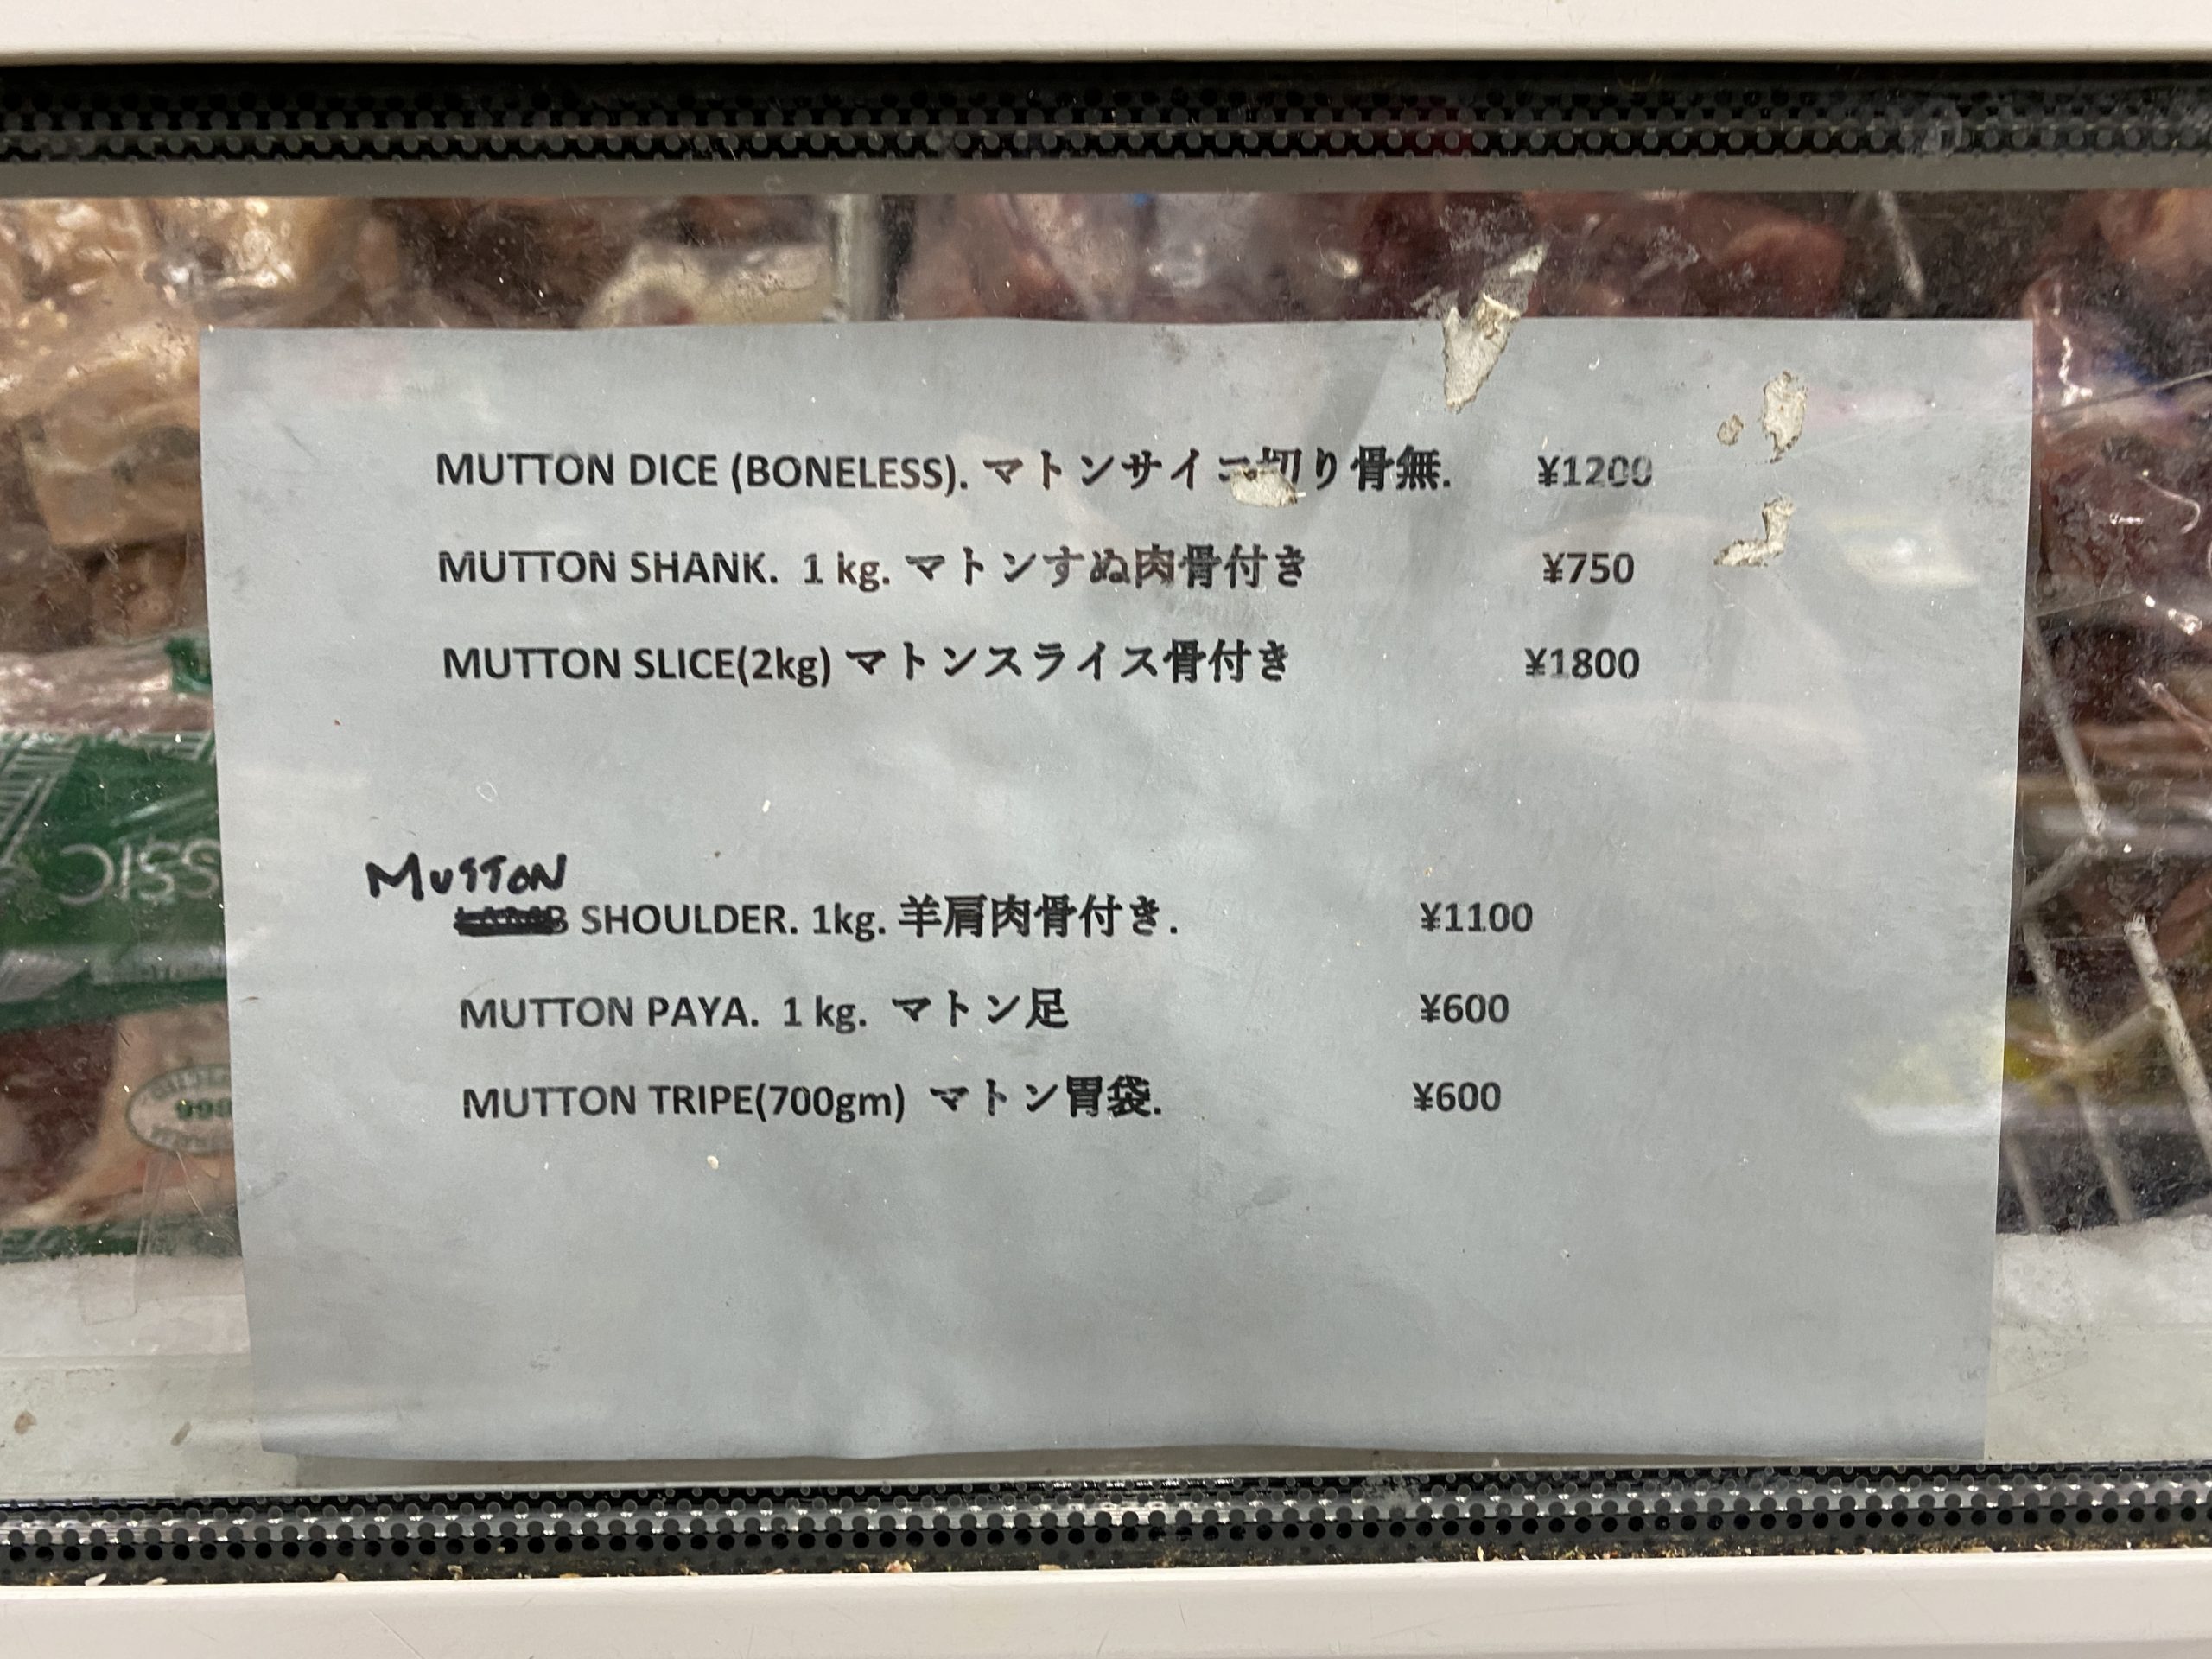 MUTTON DICE (BONELESS). マトンサイコ切り骨無. ¥1200
MUTTON SHANK. 1 kg. マトンすぬ肉骨付き ¥750
MUTTON SLICE(2kg) マトンスライス骨付き ¥1800
MUTTON
SHOULDER. 1kg. 羊肩肉骨付き. ¥1100
MUTTON PAYA. 1 kg. マトン足 ¥600
MUTTON TRIPE(700gm) マトン胃袋. ¥600
SSIC